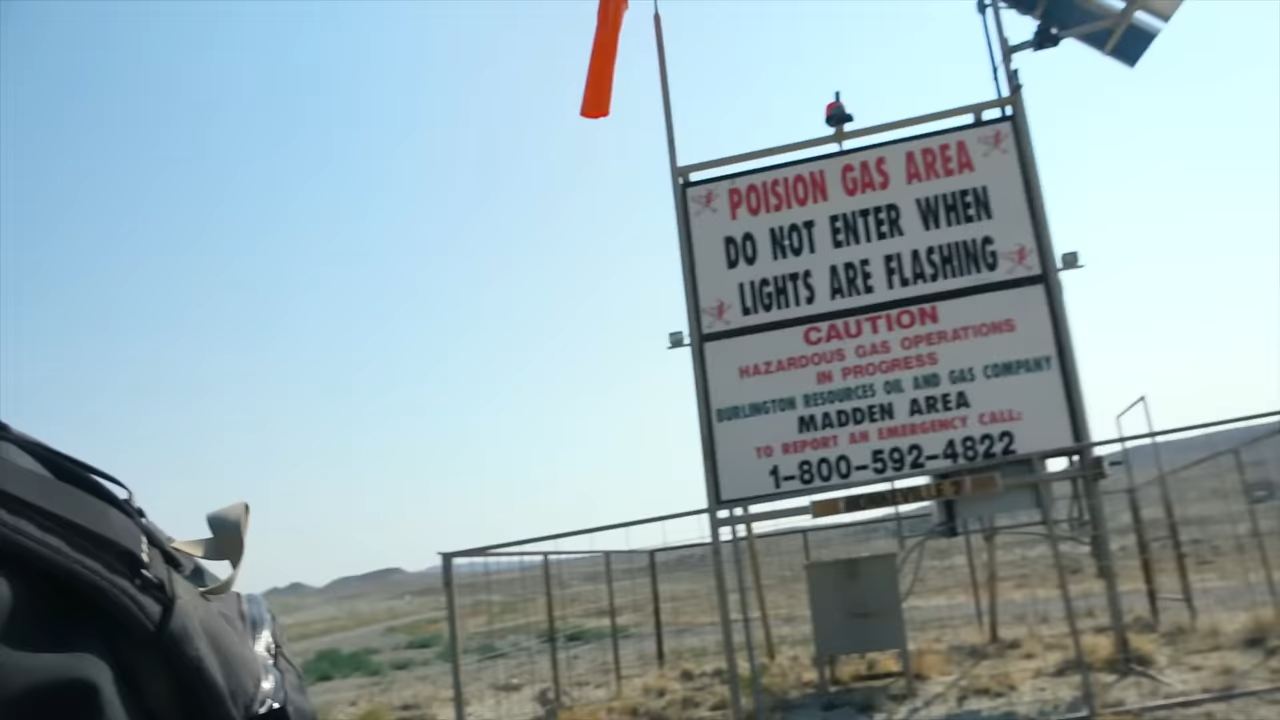 POISION GAS AREA
DO NOT ENTER WHEN
LIGHTS ARE FLASHING
CAUTION
HAZARDOUS GAS OPERATIONS
IN PROGRESS
BURLINGTON RESOURCES OIL AND GAS COMPANY
MADDEN AREA
TO REPORT AN EMERGENCY CALL:
1-800-592-4822